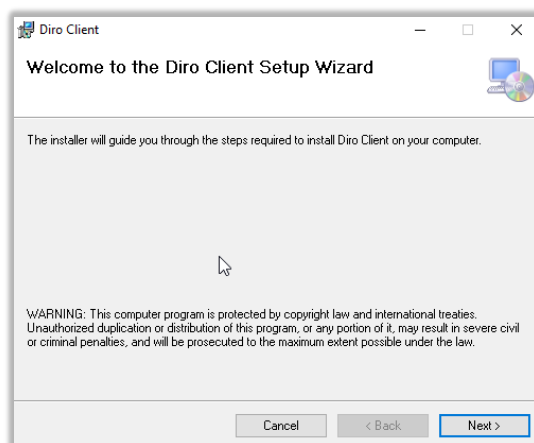 Diro Client
Welcome to the Diro Client Setup Wizard
The installer will guide you through the steps required to install Diro Client on your computer.
WARNING: This computer program is protected by copyright law and international treaties.
Unauthorized duplication or distribution of this program, or any portion of it, may result in severe civil
or criminal penalties, and will be prosecuted to the maximum extent possible under the law.
Cancel
< Back
Next >